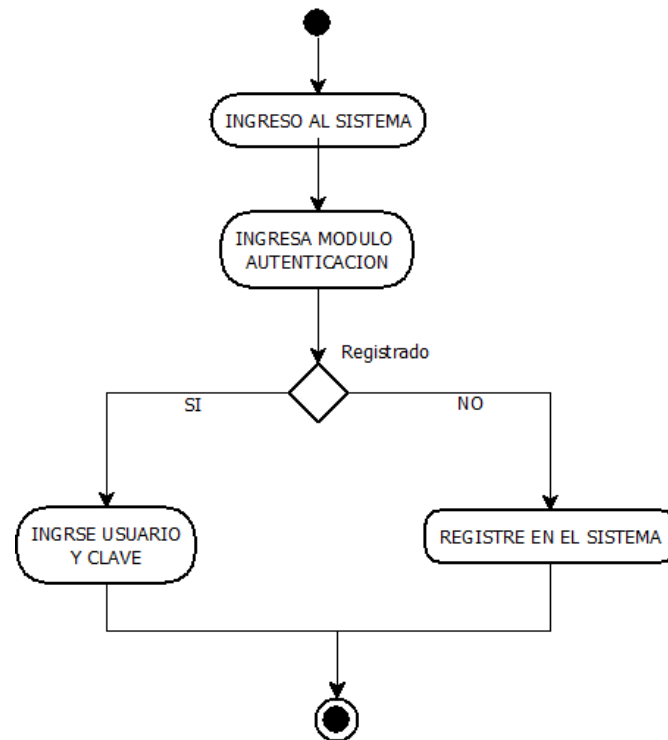 INGRESO AL SISTEMA
INGRESA MODULO
AUTENTICACION
Registrado
SI
NO
INGRSE USUARIO
Y CLAVE
REGISTRE EN EL SISTEMA